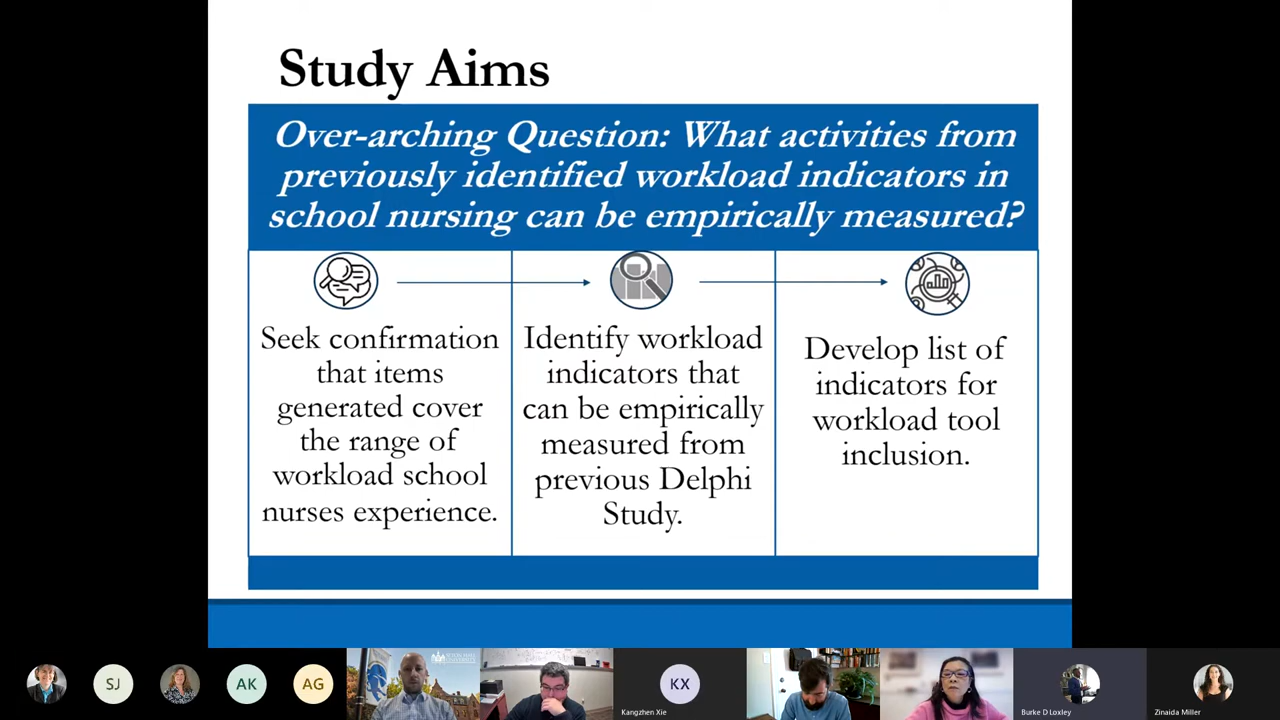 Study Aims
Over-arching Question: What activities from
previously identified workload indicators in
school nursing can be empirically measured?
Seek confirmation
that items
generated cover
the range of
workload school
nurses experience.
Identify workload
indicators that
can be empirically
measured from
previous Delphi
Study.
Develop list of
indicators for
workload tool
inclusion.
SJ
AK
AG
KX
Kangzhen Xie
Burke D Loxley
Zinaida Miller